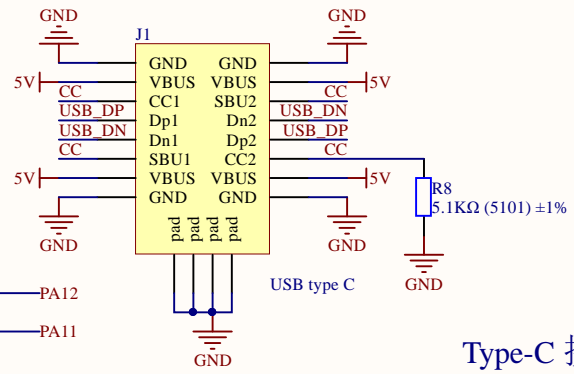 GND
GND
J1
GND
GND
5V
VBUS
VBUS
5V
CC
CC1
SBU2
CC
USB_DP
Dp1
Dn2
USB_DN
USB_DN
Dn1
Dp2
USB_DP
CC
SBU1
CC2
CC
5V
VBUS
VBUS
5V
GND
GND
R8
5.1KΩ (5101) ±1%
pad
pad
pad
pad
GND
GND
GND
USB type C
PA12
PA11
GND
Type-C